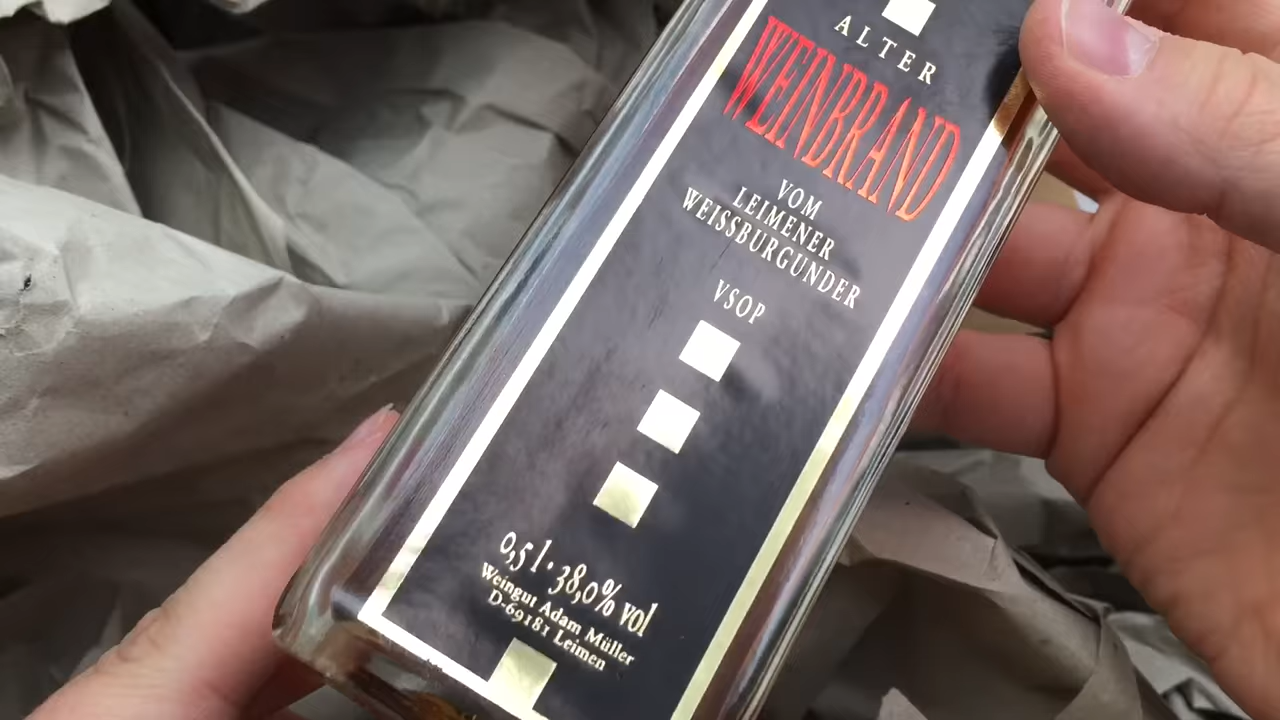 ALTER
WEINBRAND
VOM
LEIMENER
WEISSBURGUNDER
VSOP
0,5 l · 38,0% vol
Weingut Adam Müller
D-69181 Leimen